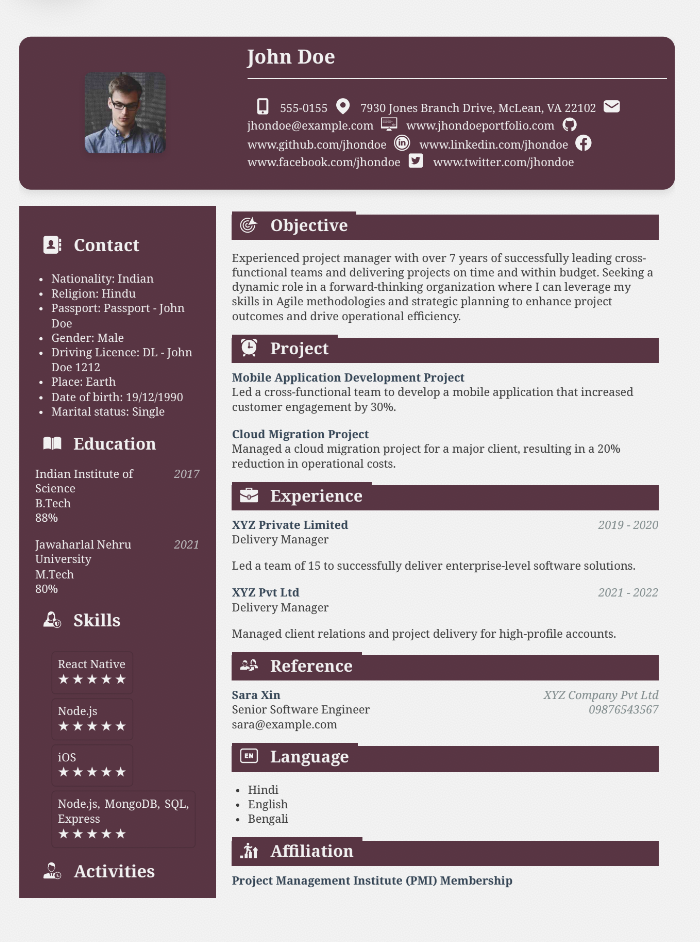 John Doe
555-0155 7930 Jones Branch Drive, McLean, VA 22102
jhondoe@example.com www.jhondoeportfolio.com
www.github.com/jhondoe www.linkedin.com/jhondoe
www.facebook.com/jhondoe www.twitter.com/jhondoe
Contact
• Nationality: Indian
• Religion: Hindu
• Passport: Passport - John
Doe
• Gender: Male
• Driving Licence: DL - John
Doe 1212
• Place: Earth
• Date of birth: 19/12/1990
• Marital status: Single
Education
Indian Institute of 2017
Science
B.Tech
88%
Jawaharlal Nehru 2021
University
M.Tech
80%
Skills
React Native
★★★★★
Node.js
★★★★★
iOS
★★★★★
Node.js, MongoDB, SQL,
Express
★★★★★
Activities
Objective
Experienced project manager with over 7 years of successfully leading cross-
functional teams and delivering projects on time and within budget. Seeking a
dynamic role in a forward-thinking organization where I can leverage my
skills in Agile methodologies and strategic planning to enhance project
outcomes and drive operational efficiency.
Project
Mobile Application Development Project
Led a cross-functional team to develop a mobile application that increased
customer engagement by 30%.
Cloud Migration Project
Managed a cloud migration project for a major client, resulting in a 20%
reduction in operational costs.
Experience
XYZ Private Limited 2019 - 2020
Delivery Manager
Led a team of 15 to successfully deliver enterprise-level software solutions.
XYZ Pvt Ltd 2021 - 2022
Delivery Manager
Managed client relations and project delivery for high-profile accounts.
Reference
Sara Xin XYZ Company Pvt Ltd
Senior Software Engineer 09876543567
sara@example.com
EN Language
• Hindi
• English
• Bengali
Affiliation
Project Management Institute (PMI) Membership